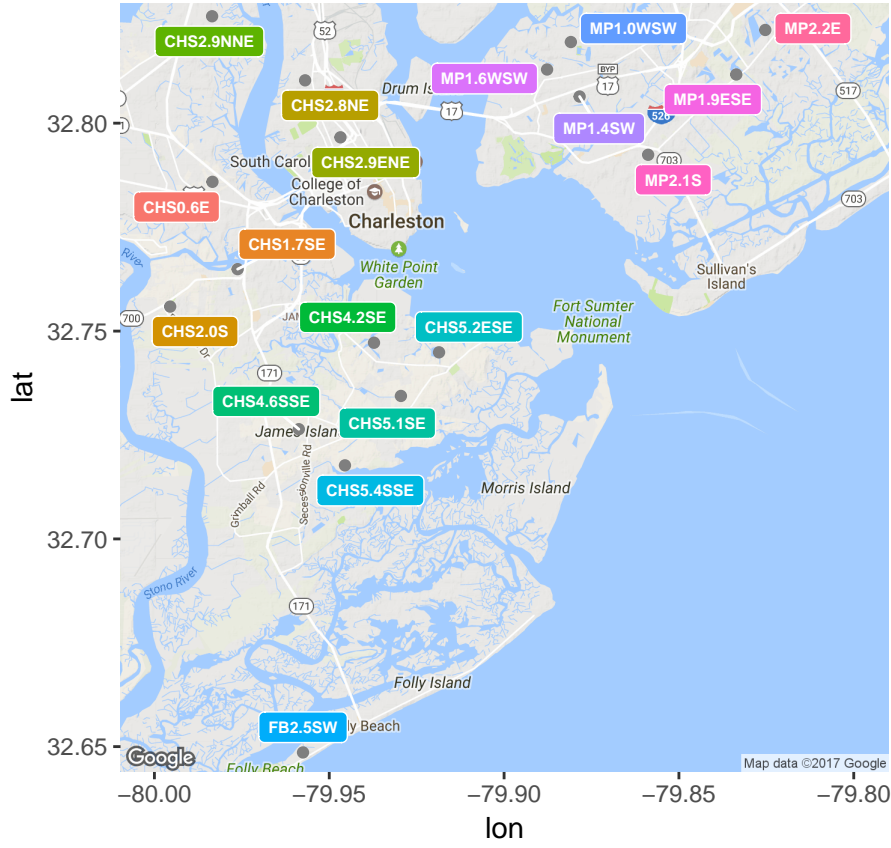 52
CHS2.9NNE
MP1.0WSW
MP2.2E
MP1.6WSW
BYP
17
Drum Is
CHS2.8NE
17
MP1.9ESE
517
526
32.80
MP1.4SW
CHS2.9ENE
South Carol
703
College of
Charleston
MP2.1S
CHS0.6E
703
Charleston
CHS1.7SE
River
White Point
Garden
Sullivan's
Island
Fort Sumter
National
Monument
700
CHS2.0S
JAM
CHS4.2SE
CHS5.2ESE
32.75
Dr
171
CHS4.6SSE
CHS5.1SE
James Islan
Secessionville Rd
CHS5.4SSE
Grimball Rd
Morris Island
32.70
Stono River
171
Folly Island
FB2.5SW
ly Beach
32.65
Google
Folly Beach
Map data ©2017 Google
−80.00
−79.95
−79.90
−79.85
−79.80
lon
lat